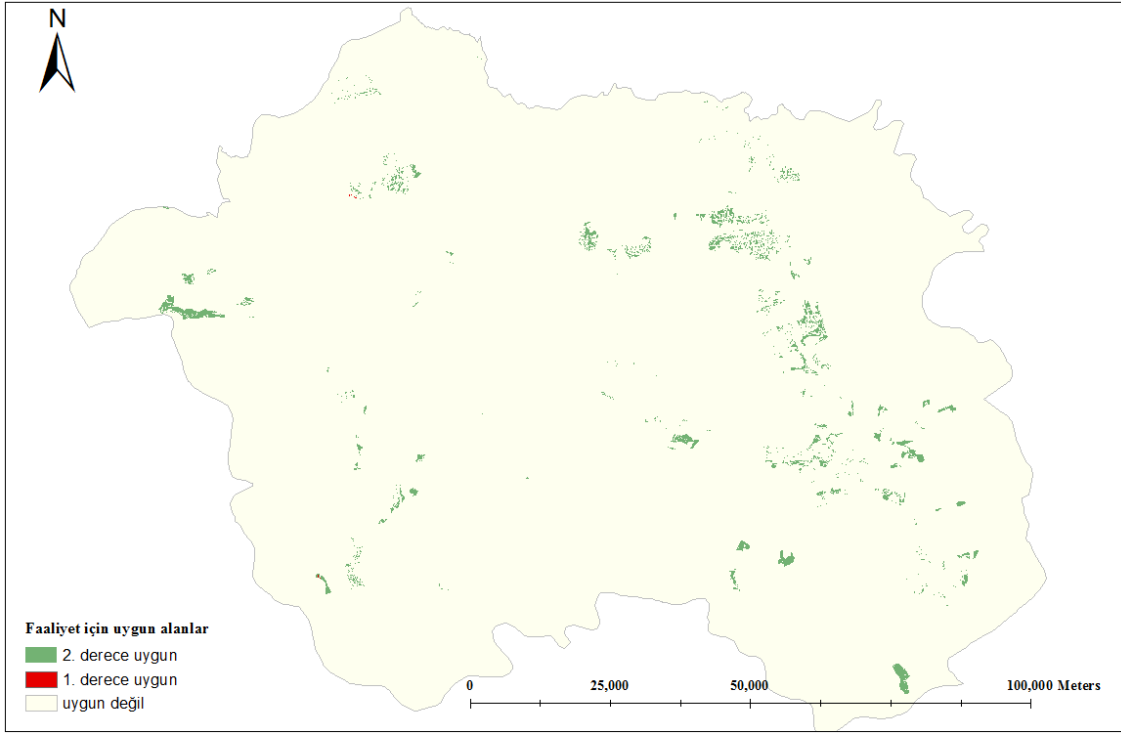 N
Faaliyet için uygun alanlar
2. derece uygun
1. derece uygun
uygun değil
0 25,000 50,000 100,000 Meters